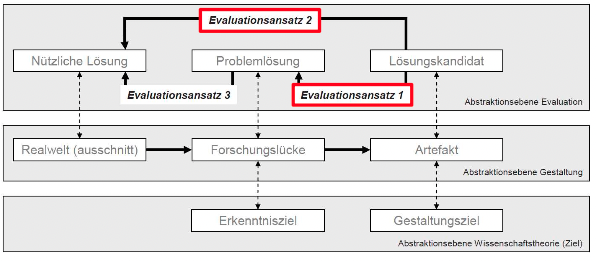 Evaluationsansatz 2
Nützliche Lösung
Problemlösung
Lösungskandidat
Evaluationsansatz 3
Evaluationsansatz 1
Abstraktionsebene Evaluation
Realwelt (ausschnitt)
Forschungslücke
Artefakt
Abstraktionsebene Gestaltung
Erkenntnisziel
Gestaltungsziel
Abstraktionsebene Wissenschaftstheorie (Ziel)